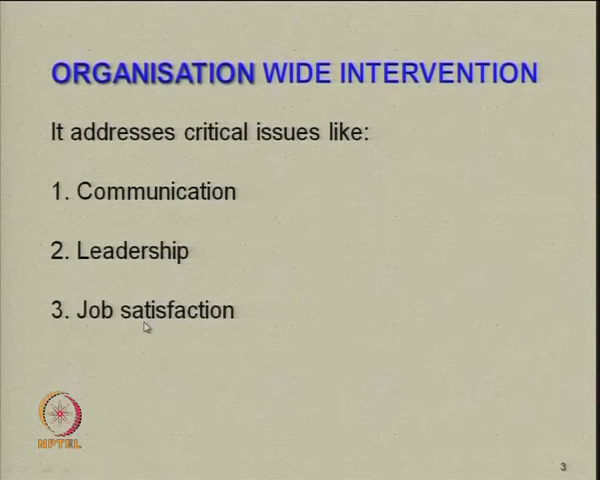 ORGANISATION WIDE INTERVENTION
It addresses critical issues like:
1. Communication
2. Leadership
3. Job satisfaction
NPTEL
3